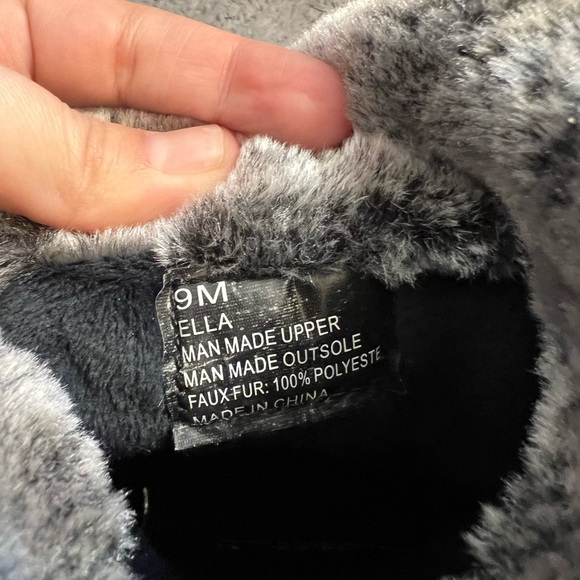 9M
ELLA
MAN MADE UPPER
MAN MADE OUTSOLE
FAUX FUR: 100% POLYESTE
MADE IN CHINA